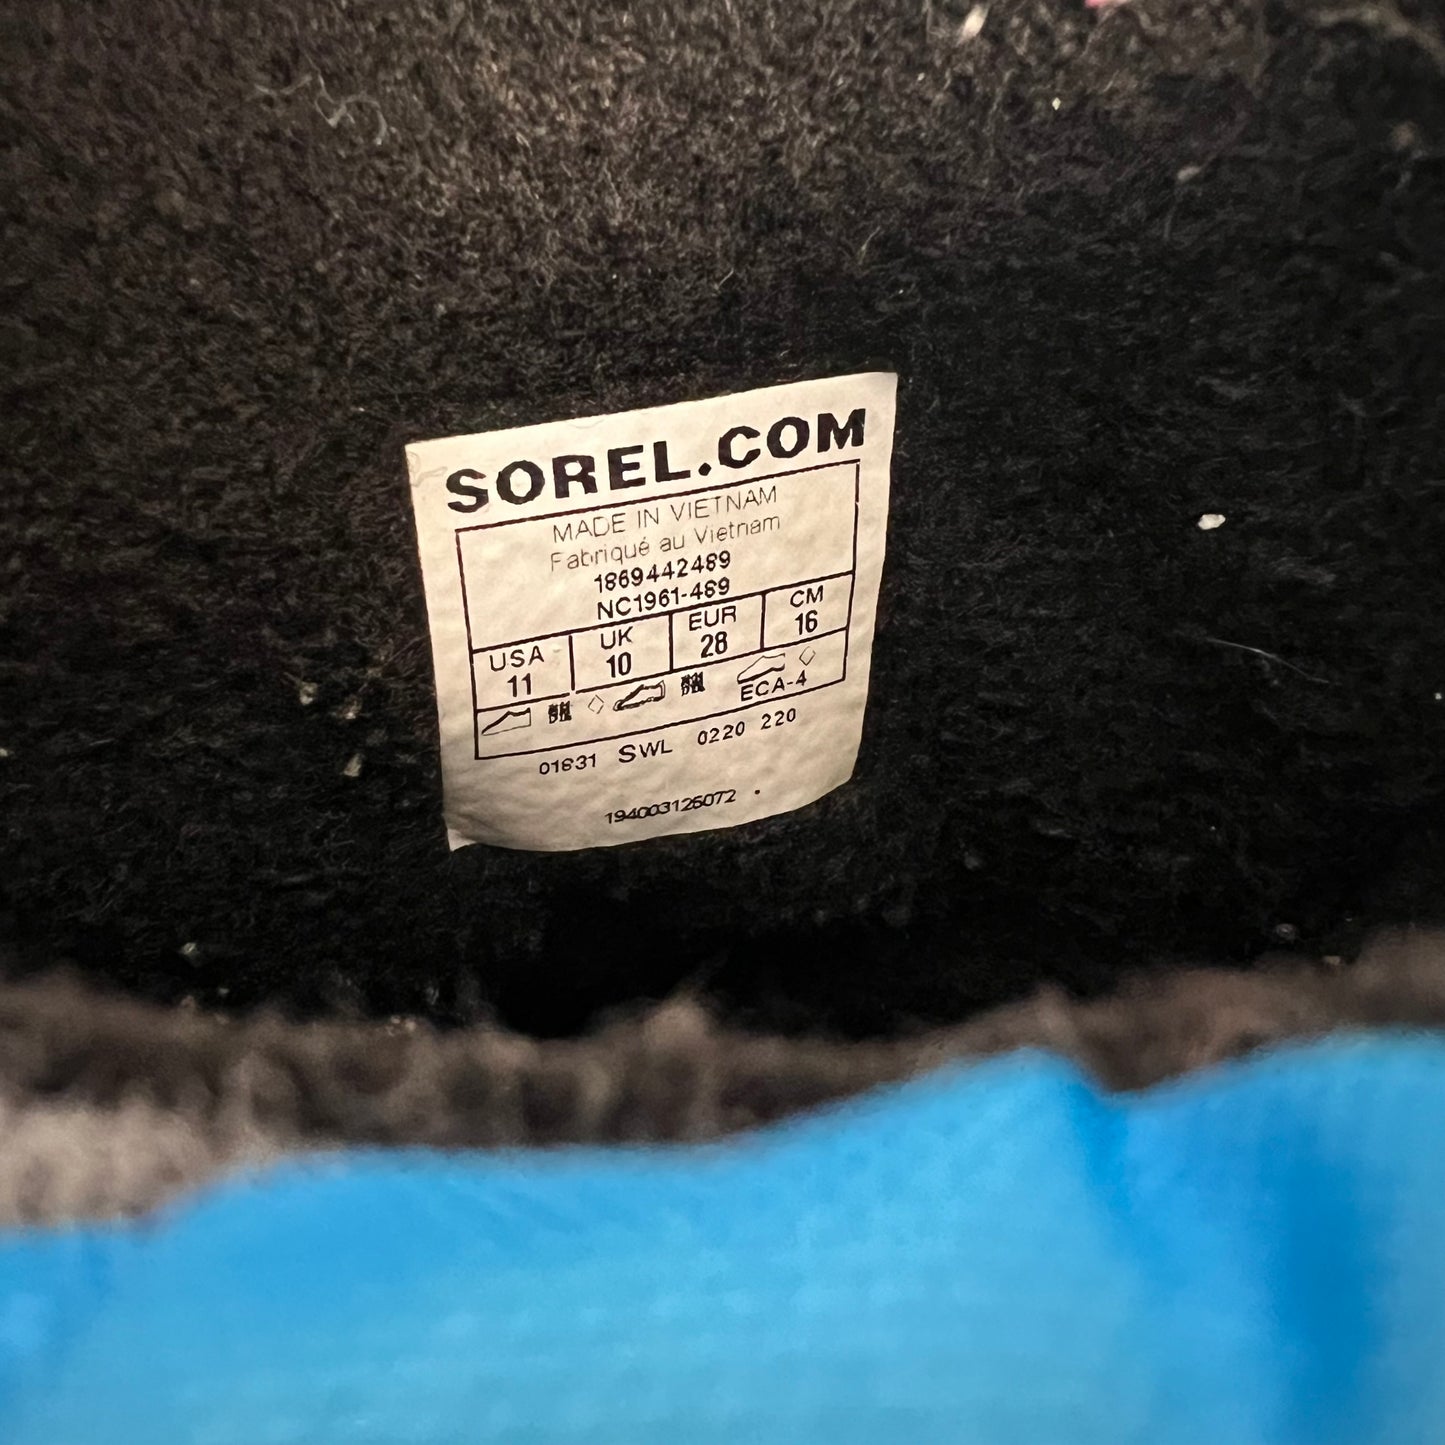 SOREL.COM
MADE IN VIETNAM
Fabriqué au Vietnam
1869442489
NC1961-489
USA UK EUR CM
11 10 28 16
ECA-4
01631 SWL 0220 220
194003126072